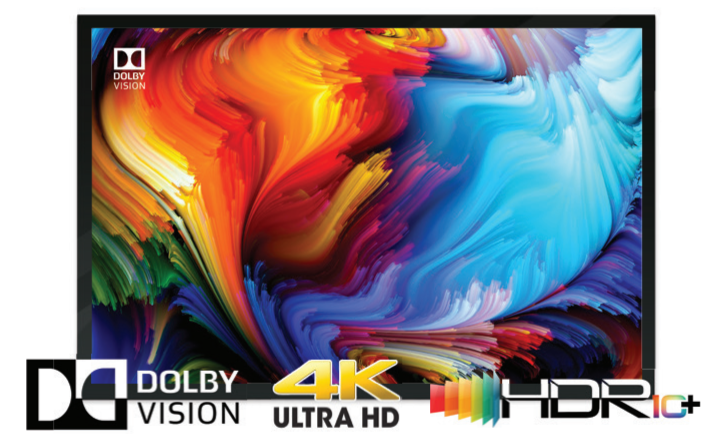 DOLBY
VISION
DOLBY
VISION
4K
ULTRA HD
HDR10+